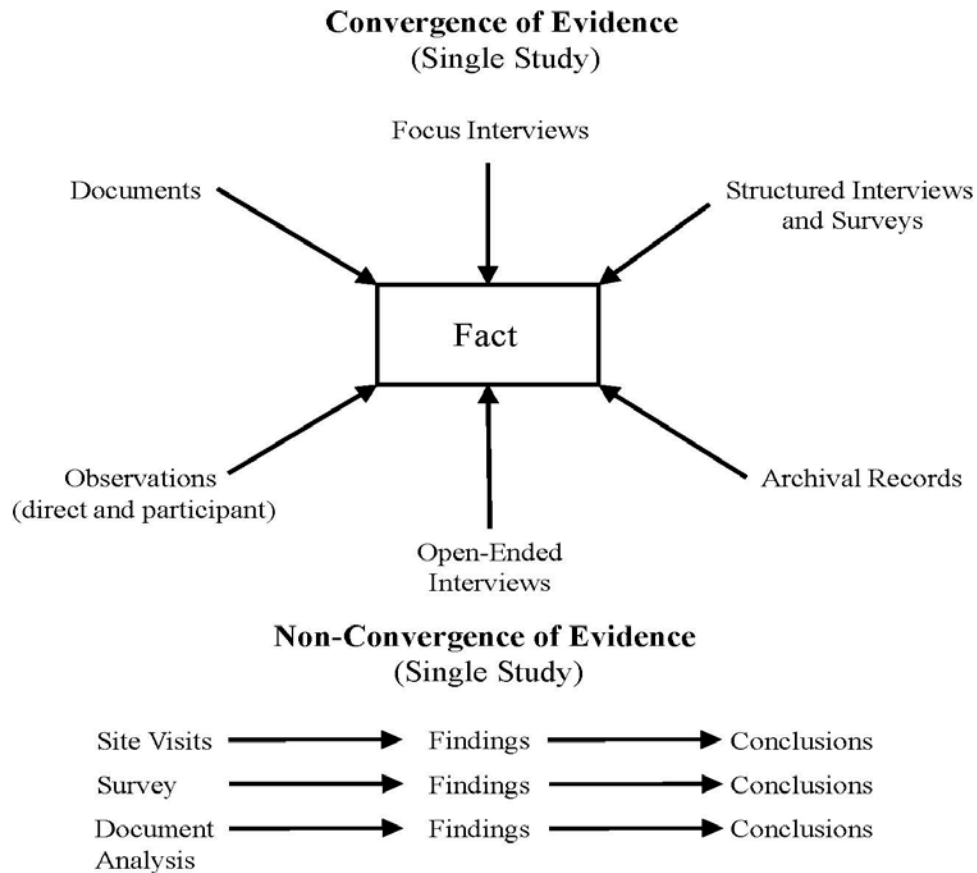 Convergence of Evidence
(Single Study)
Focus Interviews
Documents
Structured Interviews
and Surveys
Fact
Observations
(direct and participant)
Archival Records
Open-Ended
Interviews
Non-Convergence of Evidence
(Single Study)
Site Visits Findings Conclusions
Survey Findings Conclusions
Document Findings Conclusions
Analysis